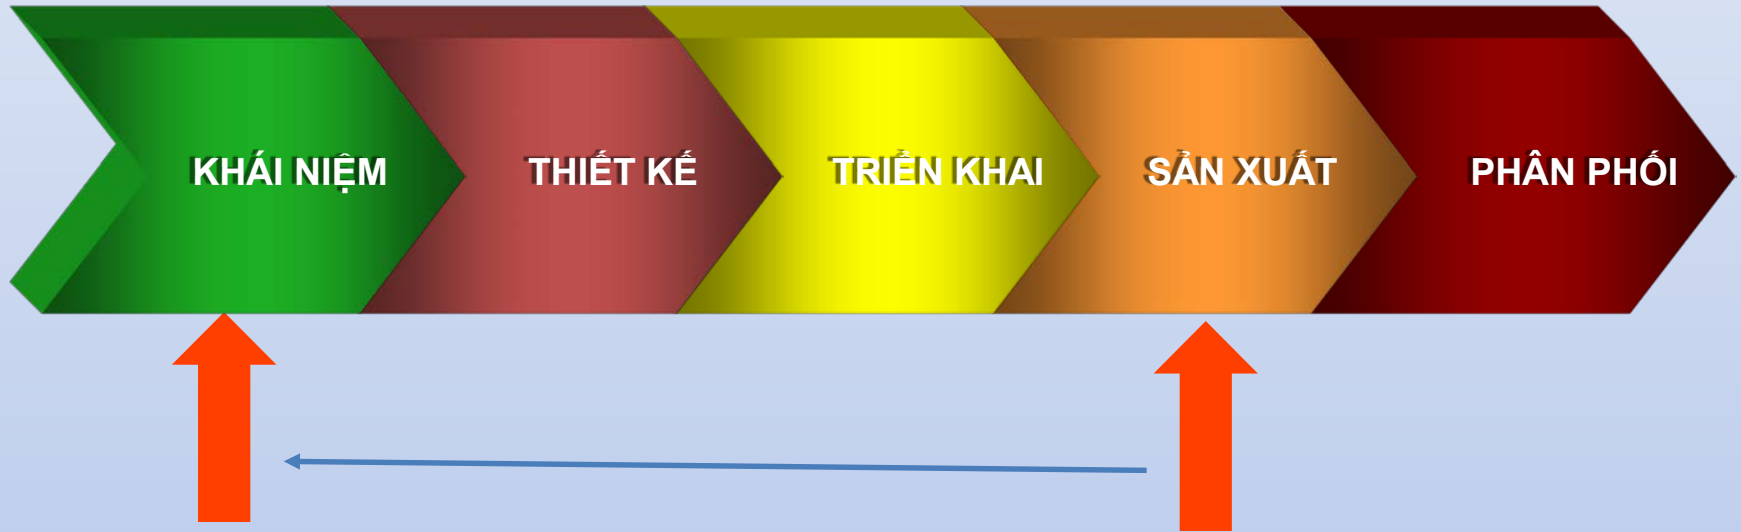 KHÁI NIỆM
THIẾT KẾ
TRIỂN KHAI
SẢN XUẤT
PHÂN PHỐI